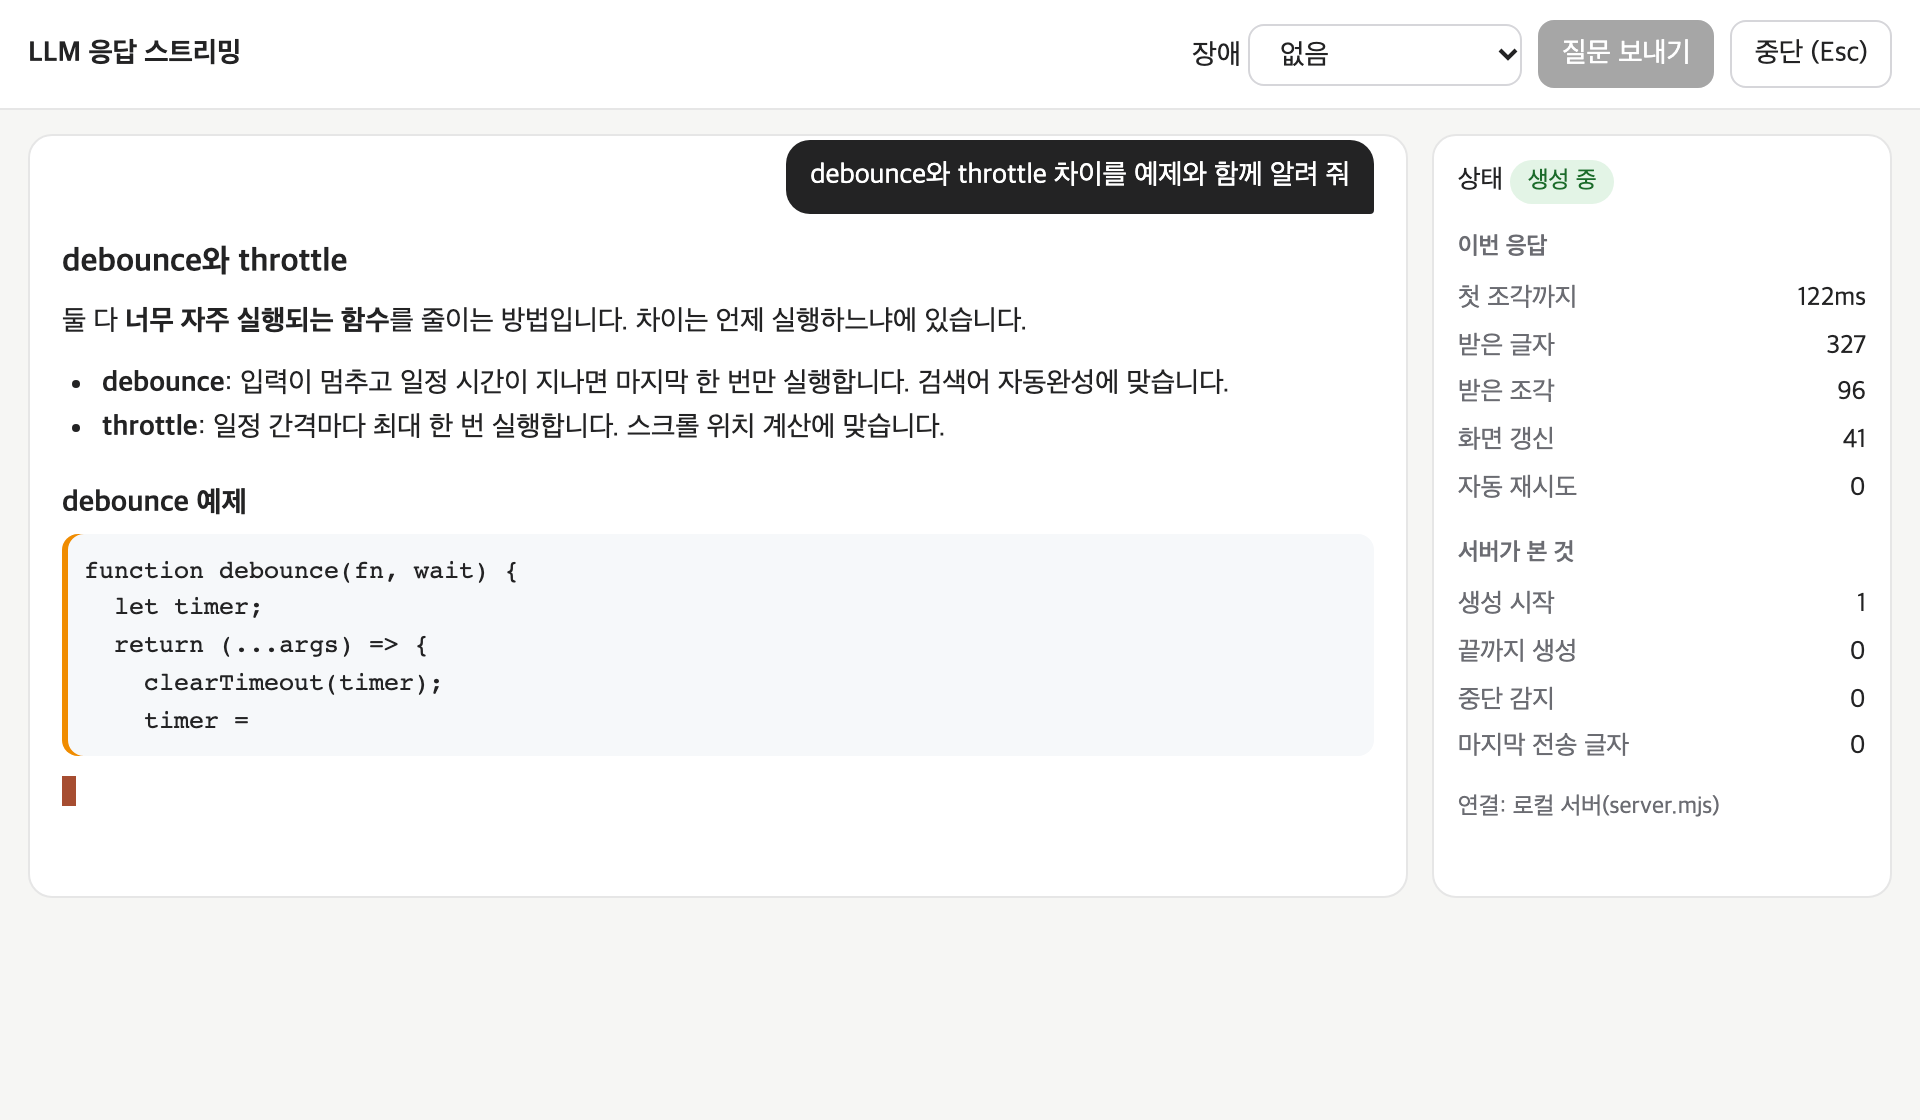 LLM 응답 스트리밍
장애 없음 질문 보내기 중단 (Esc)
debounce와 throttle 차이를 예제와 함께 알려 줘
debounce와 throttle
둘 다 너무 자주 실행되는 함수를 줄이는 방법입니다. 차이는 언제 실행하느냐에 있습니다.
• debounce: 입력이 멈추고 일정 시간이 지나면 마지막 한 번만 실행합니다. 검색어 자동완성에 맞습니다.
• throttle: 일정 간격마다 최대 한 번 실행합니다. 스크롤 위치 계산에 맞습니다.
debounce 예제
function debounce(fn, wait) {
  let timer;
  return (...args) => {
    clearTimeout(timer);
    timer =
상태 생성 중
이번 응답
첫 조각까지 122ms
받은 글자 327
받은 조각 96
화면 갱신 41
자동 재시도 0
서버가 본 것
생성 시작 1
끝까지 생성 0
중단 감지 0
마지막 전송 글자 0
연결: 로컬 서버(server.mjs)